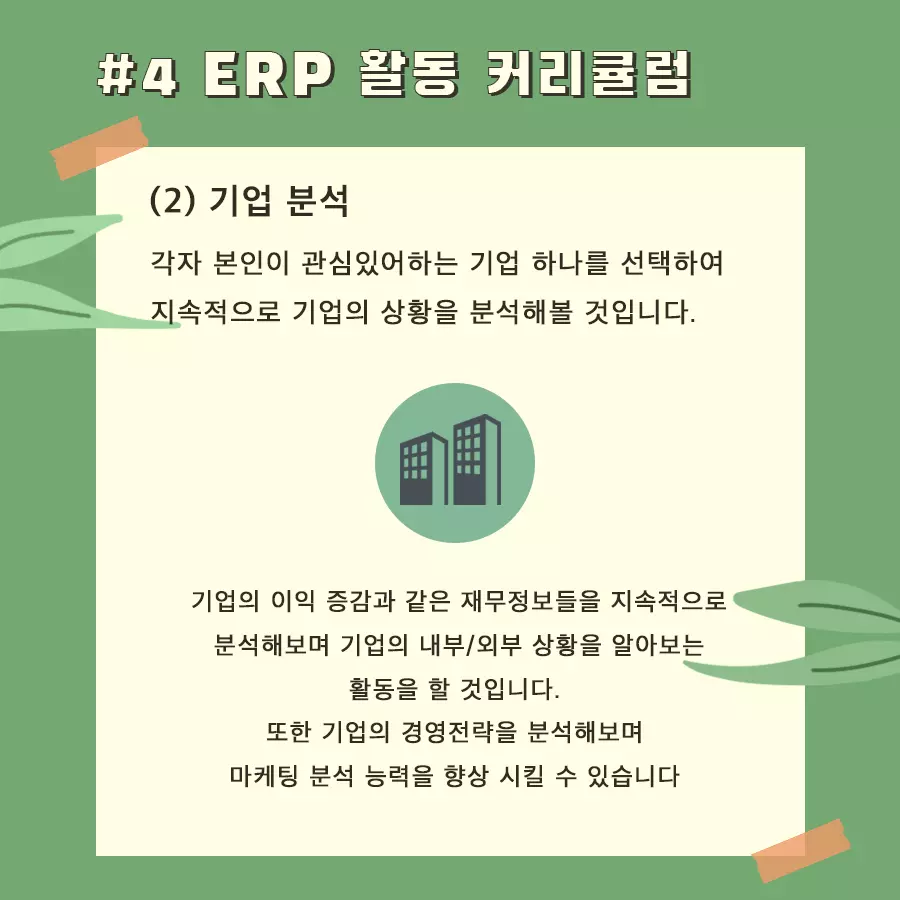 #4 ERP 활동 커리큘럼
(2) 기업 분석
각자 본인이 관심있어하는 기업 하나를 선택하여
지속적으로 기업의 상황을 분석해볼 것입니다.
기업의 이익 증감과 같은 재무정보들을 지속적으로
분석해보며 기업의 내부/외부 상황을 알아보는
활동을 할 것입니다.
또한 기업의 경영전략을 분석해보며
마케팅 분석 능력을 향상 시킬 수 있습니다